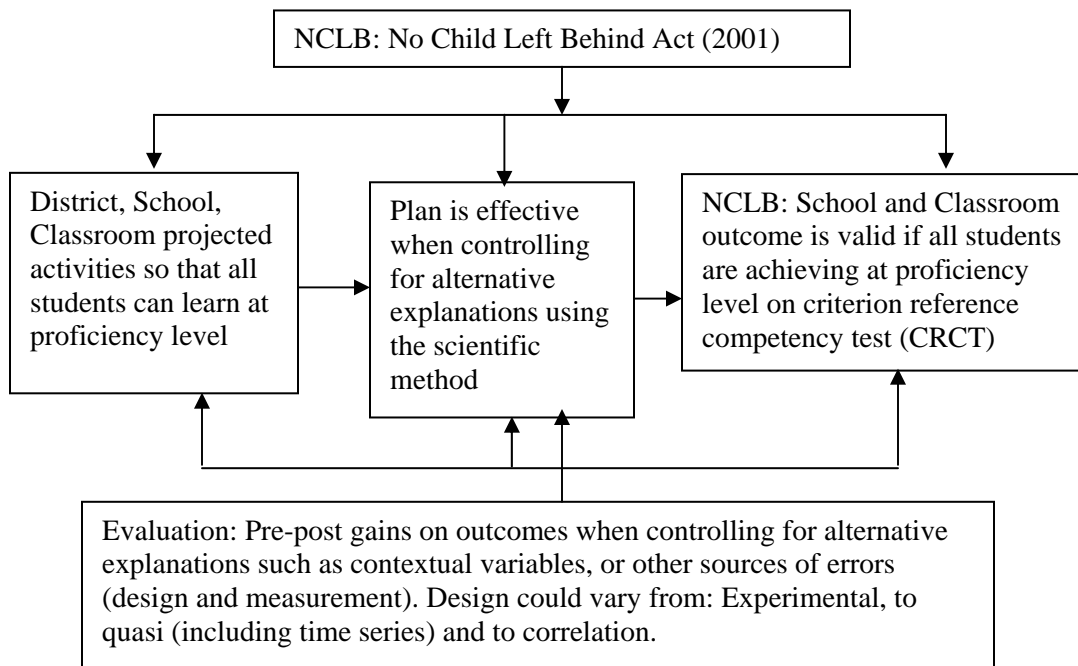 NCLB: No Child Left Behind Act (2001)
District, School,
Classroom projected
activities so that all
students can learn at
proficiency level
Plan is effective
when controlling
for alternative
explanations using
the scientific
method
NCLB: School and Classroom
outcome is valid if all students
are achieving at proficiency
level on criterion reference
competency test (CRCT)
Evaluation: Pre-post gains on outcomes when controlling for alternative
explanations such as contextual variables, or other sources of errors
(design and measurement). Design could vary from: Experimental, to
quasi (including time series) and to correlation.